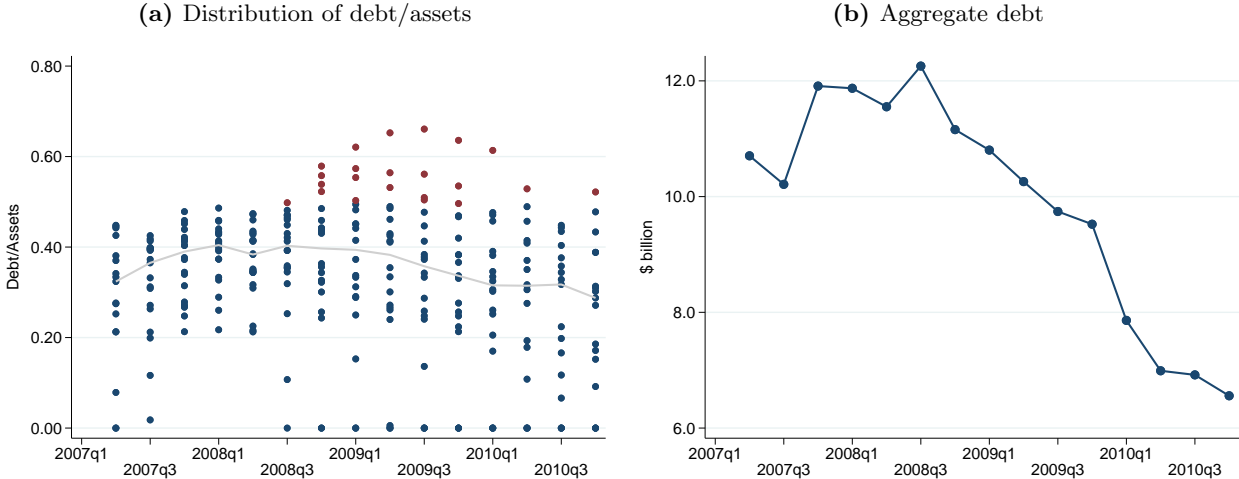 (a) Distribution of debt/assets
0.80
0.60
0.40
0.20
0.00
Debt/Assets
2007q1
2007q3
2008q1
2008q3
2009q1
2009q3
2010q1
2010q3
(b) Aggregate debt
12.0
10.0
8.0
6.0
$ billion
2007q1
2007q3
2008q1
2008q3
2009q1
2009q3
2010q1
2010q3